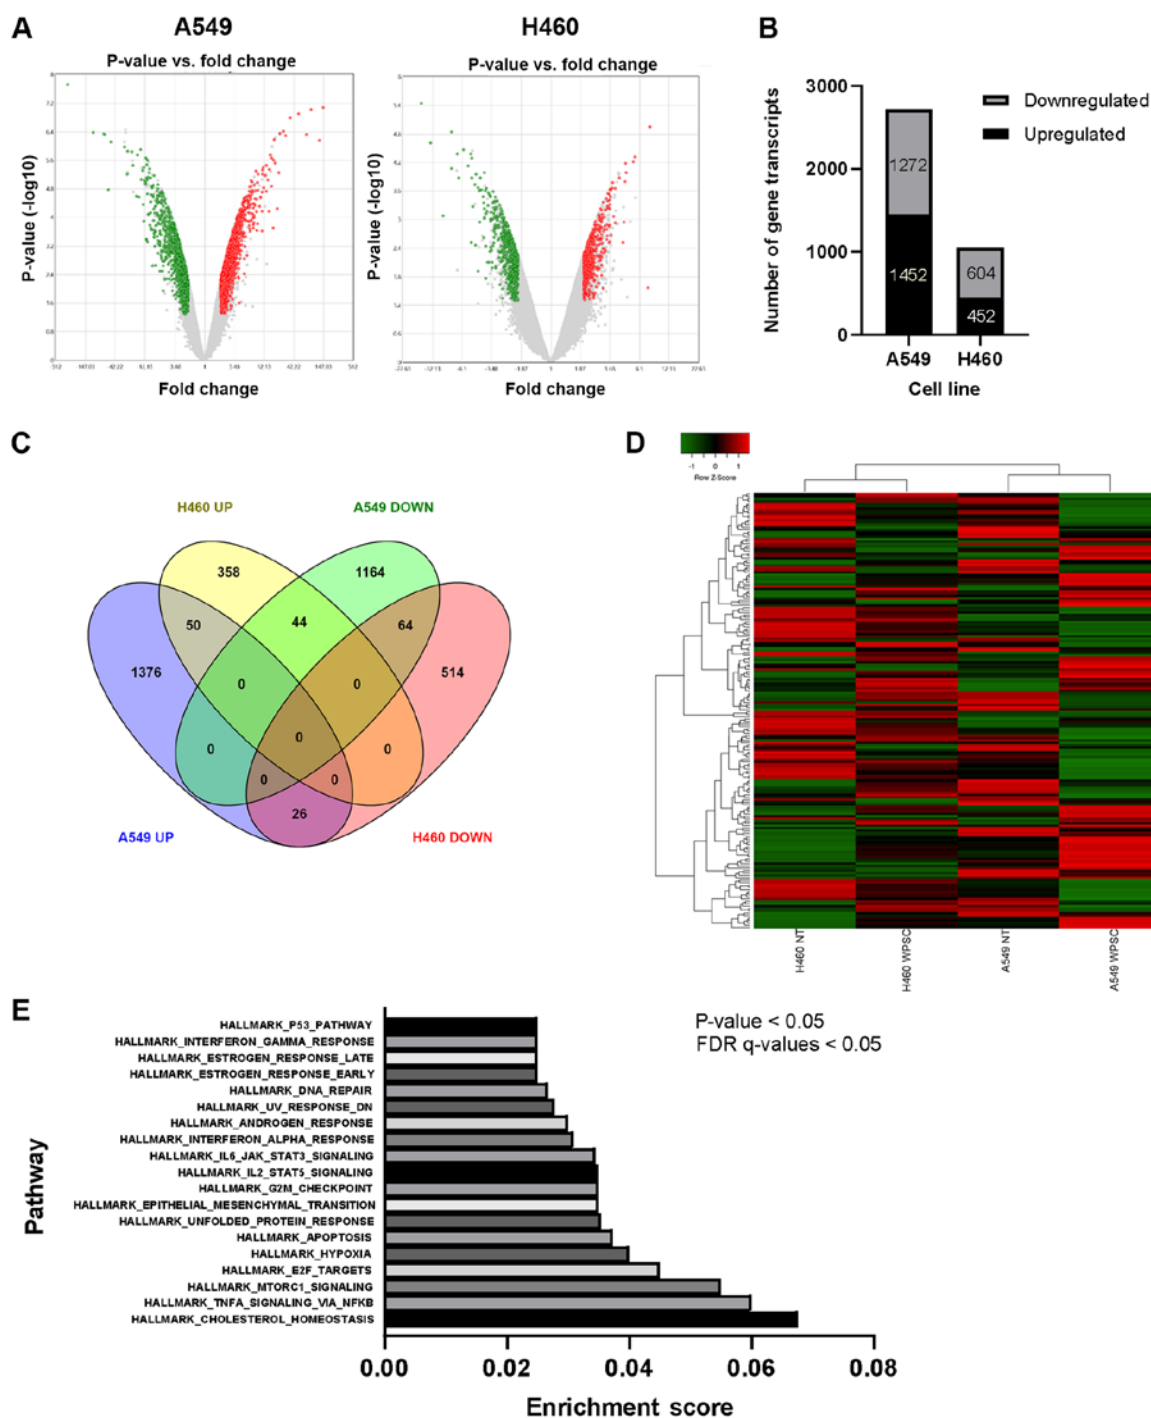 A
A549
H460
P-value vs. fold change
P-value vs. fold change
P-value (-log10)
P-value (-log10)
Fold change
Fold change
B
3000
2000
1000
0
Number of gene transcripts
Downregulated
Upregulated
1272
1452
604
452
A549
H460
Cell line
C
H460 UP
A549 DOWN
358
1164
50
44
64
1376
0
0
514
0
0
0
0
0
26
A549 UP
H460 DOWN
D
-1 0 1
Row Z-Score
H460 NT
H460 WPSC
A549 NT
A549 WPSC
E
P-value < 0.05
FDR q-values < 0.05
Pathway
HALLMARK_P53_PATHWAY
HALLMARK_INTERFERON_GAMMA_RESPONSE
HALLMARK_ESTROGEN_RESPONSE_LATE
HALLMARK_ESTROGEN_RESPONSE_EARLY
HALLMARK_DNA_REPAIR
HALLMARK_UV_RESPONSE_DN
HALLMARK_ANDROGEN_RESPONSE
HALLMARK_INTERFERON_ALPHA_RESPONSE
HALLMARK_IL6_JAK_STAT3_SIGNALING
HALLMARK_IL2_STAT5_SIGNALING
HALLMARK_G2M_CHECKPOINT
HALLMARK_EPITHELIAL_MESENCHYMAL_TRANSITION
HALLMARK_UNFOLDED_PROTEIN_RESPONSE
HALLMARK_APOPTOSIS
HALLMARK_HYPOXIA
HALLMARK_E2F_TARGETS
HALLMARK_MTORC1_SIGNALING
HALLMARK_TNFA_SIGNALING_VIA_NFKB
HALLMARK_CHOLESTEROL_HOMEOSTASIS
0.00 0.02 0.04 0.06 0.08
Enrichment score